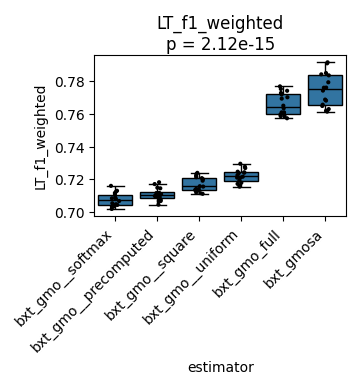 LT_f1_weighted
p = 2.12e-15
LT_f1_weighted
0.78
0.76
0.74
0.72
0.70
bxt_gmo__softmax
bxt_gmo__precomputed
bxt_gmo__square
bxt_gmo__uniform
bxt_gmo_full
bxt_gmosa
estimator